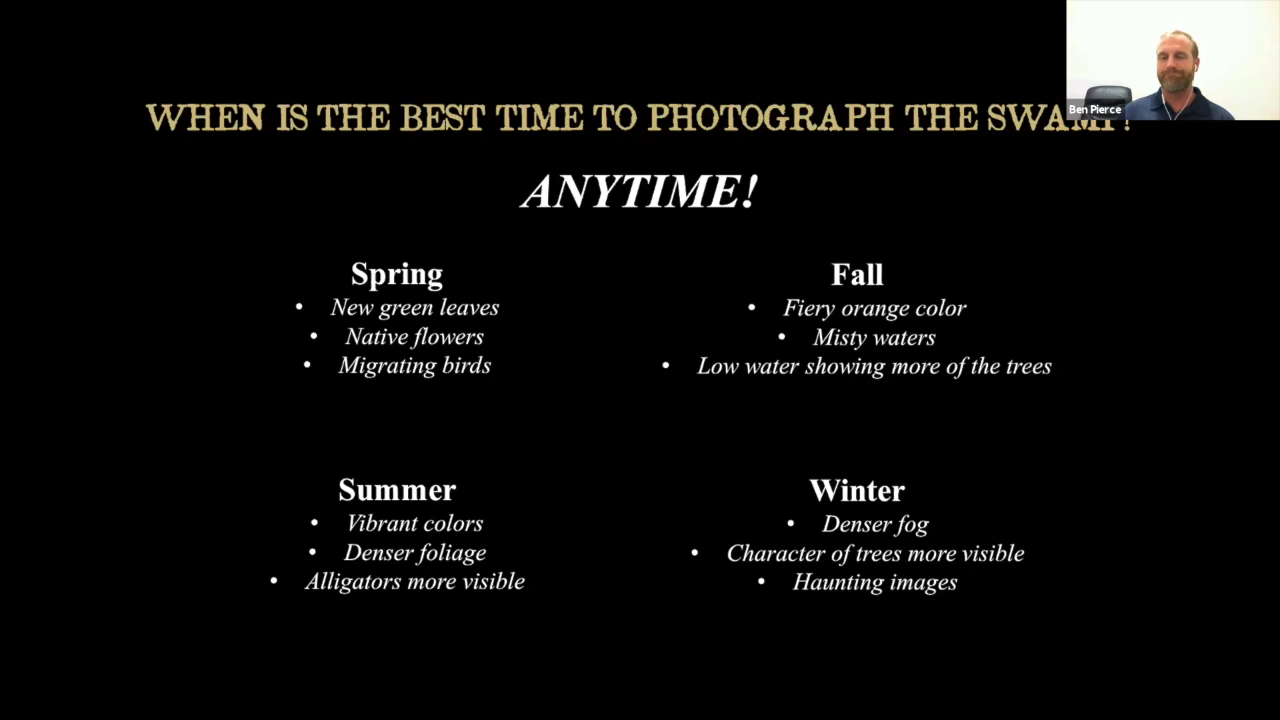 WHEN IS THE BEST TIME TO PHOTOGRAPH THE SWAMP?
Ben Pierce
ANYTIME!
Spring
• New green leaves
• Native flowers
• Migrating birds
Fall
• Fiery orange color
• Misty waters
• Low water showing more of the trees
Summer
• Vibrant colors
• Denser foliage
• Alligators more visible
Winter
• Denser fog
• Character of trees more visible
• Haunting images